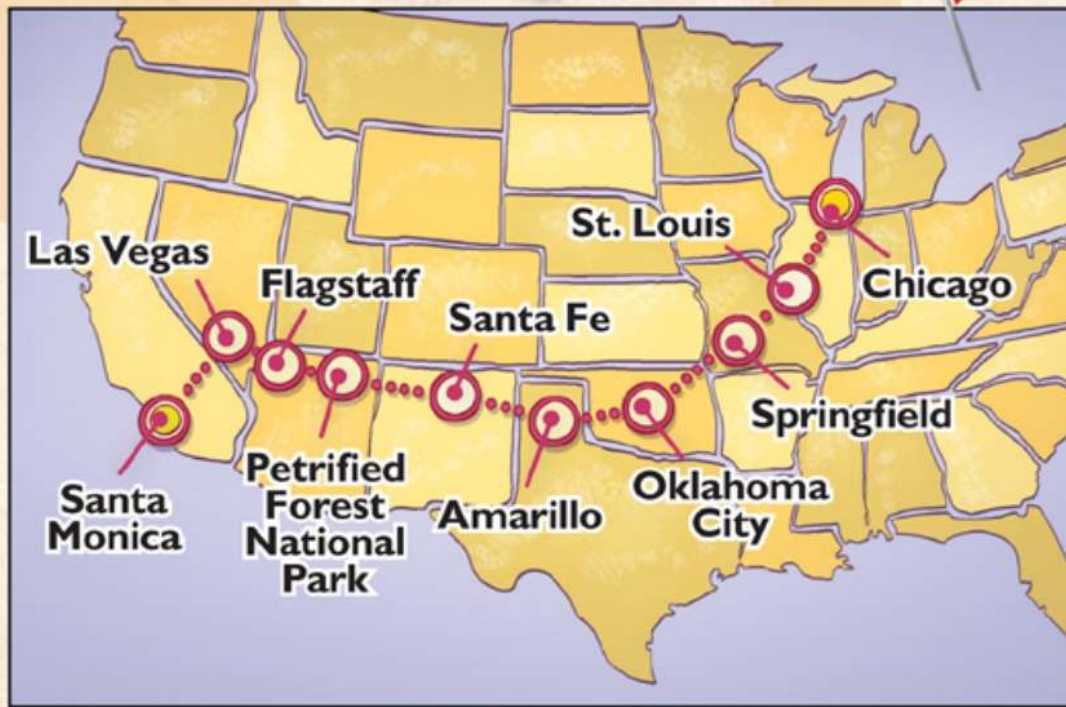 St. Louis
Las Vegas
Flagstaff
Santa Fe
Chicago
Springfield
Santa
Monica
Petrified
Forest
National
Park
Amarillo
Oklahoma
City